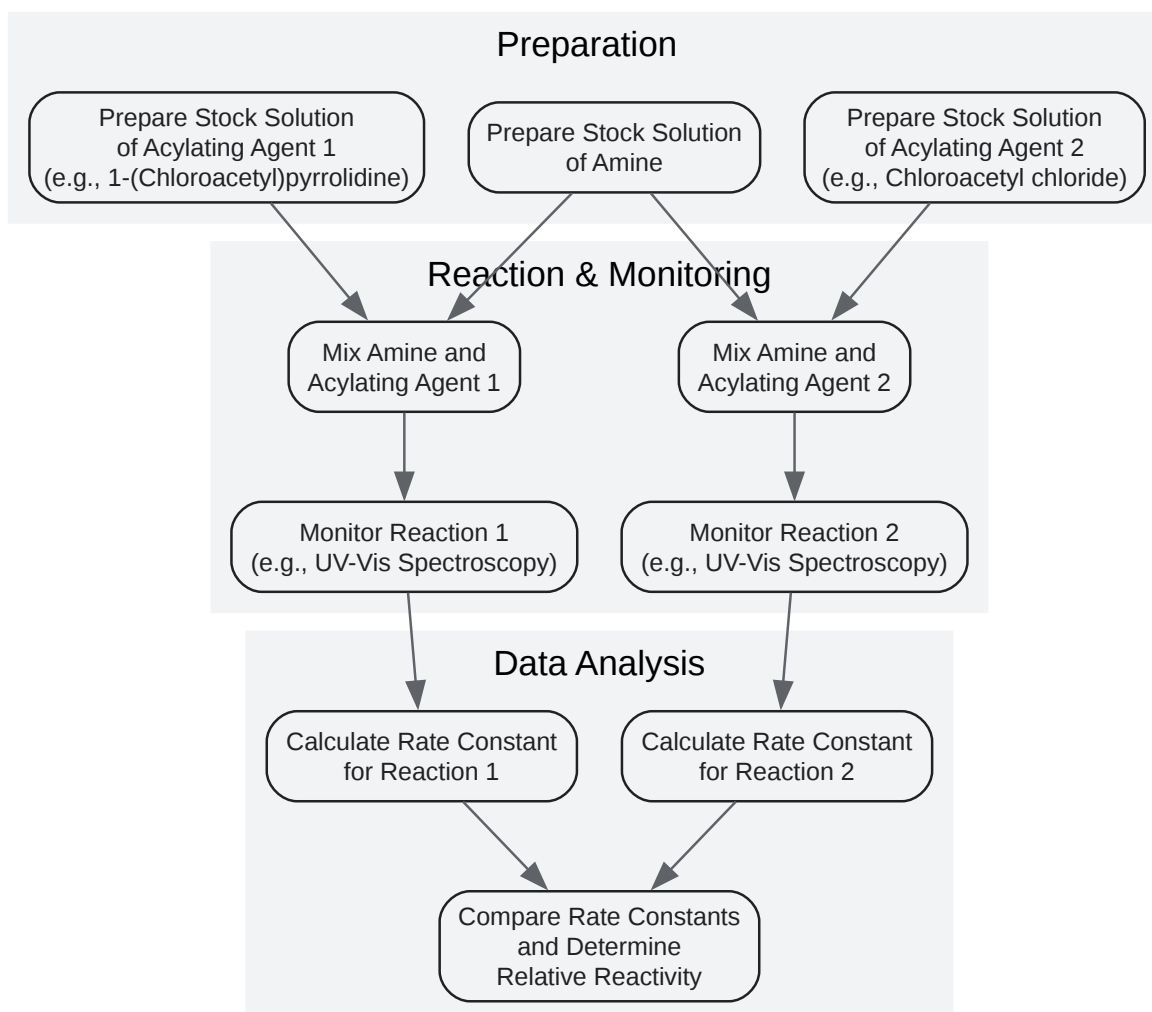 Preparation
Prepare Stock Solution
of Acylating Agent 1
(e.g., 1-(Chloroacetyl)pyrrolidine)
Prepare Stock Solution
of Amine
Prepare Stock Solution
of Acylating Agent 2
(e.g., Chloroacetyl chloride)
Reaction & Monitoring
Mix Amine and
Acylating Agent 1
Mix Amine and
Acylating Agent 2
Monitor Reaction 1
(e.g., UV-Vis Spectroscopy)
Monitor Reaction 2
(e.g., UV-Vis Spectroscopy)
Data Analysis
Calculate Rate Constant
for Reaction 1
Calculate Rate Constant
for Reaction 2
Compare Rate Constants
and Determine
Relative Reactivity